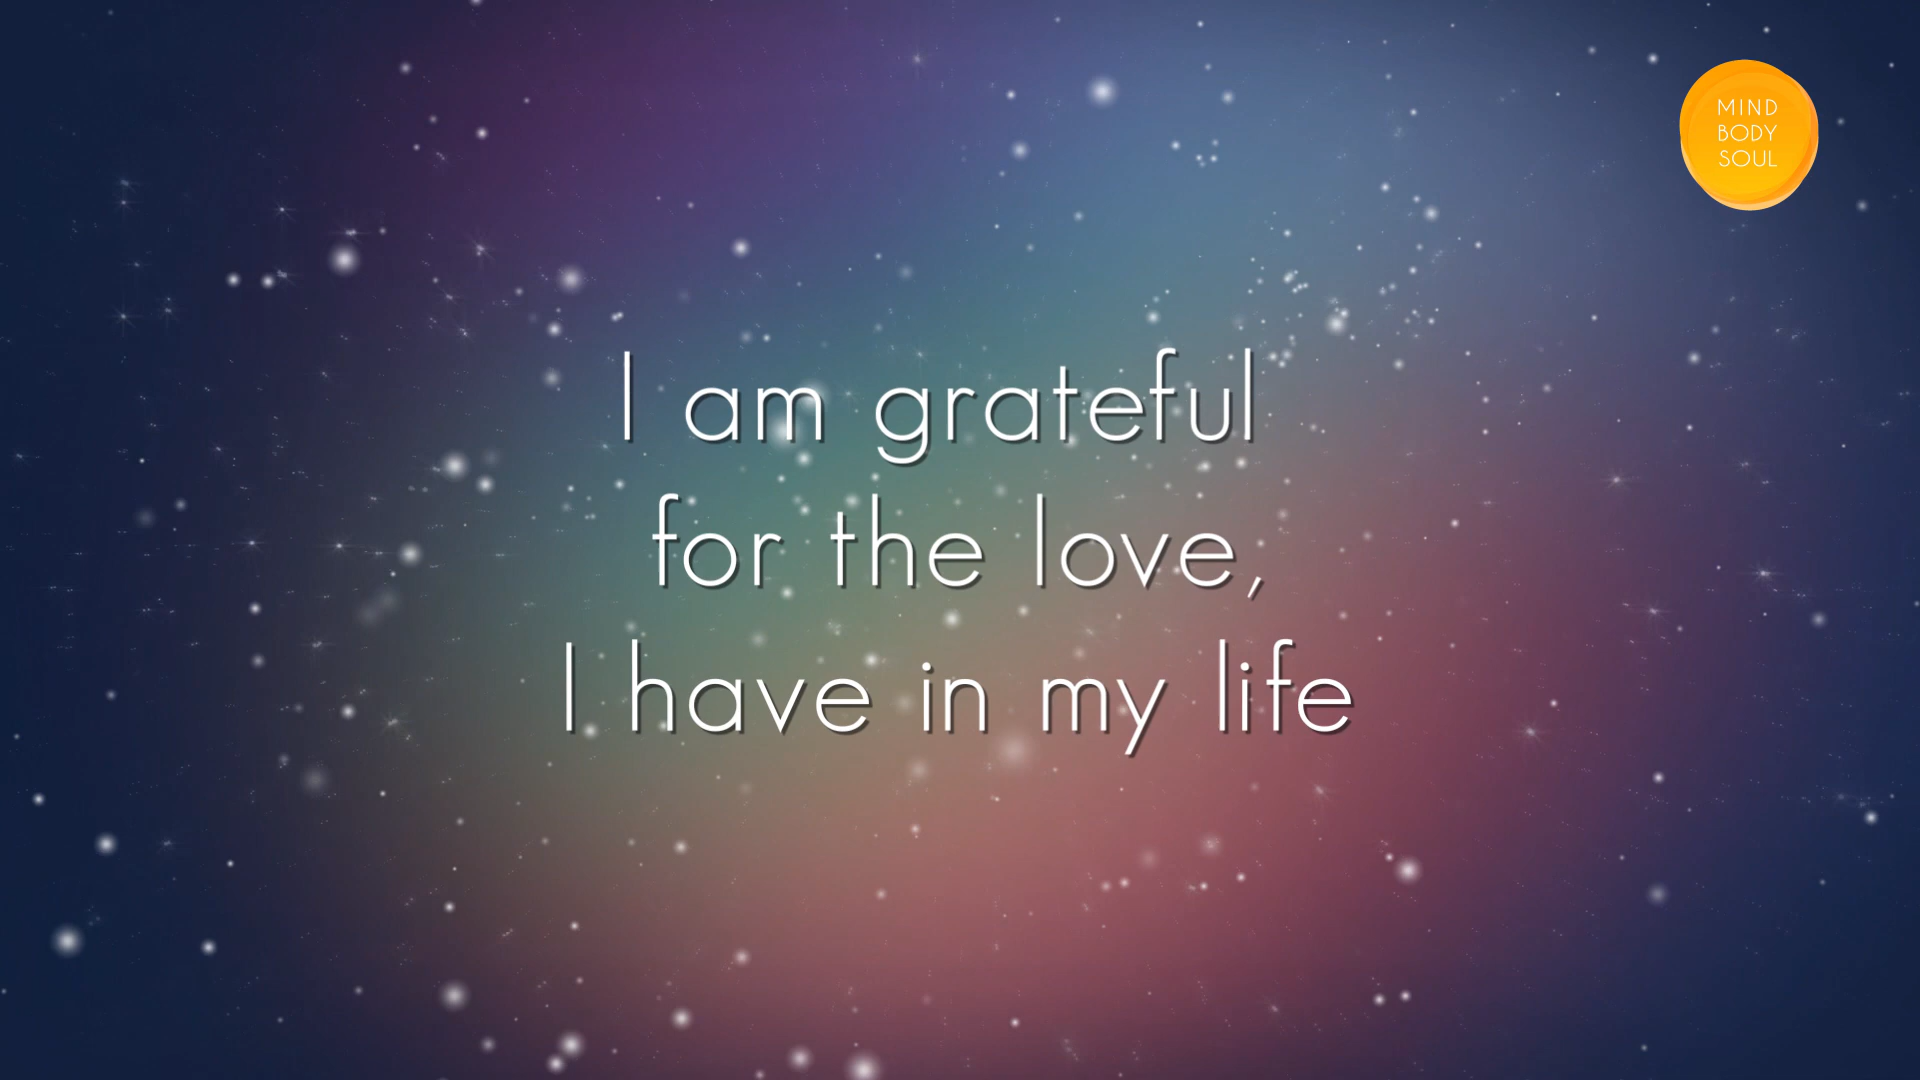 MIND
BODY
SOUL
I am grateful
for the love,
I have in my life